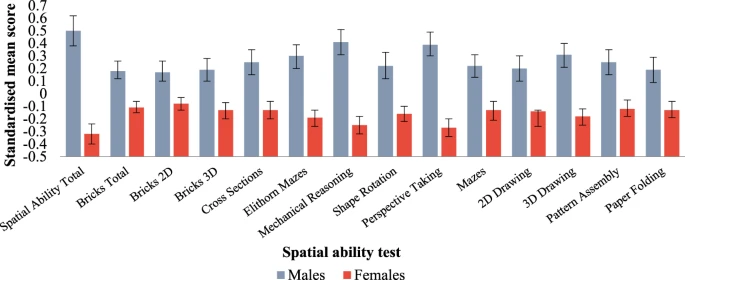 Standardised mean score
0.7
0.6
0.5
0.4
0.3
0.2
0.1
0
-0.1
-0.2
-0.3
-0.4
-0.5
Spatial Ability Total
Bricks Total
Bricks 2D
Bricks 3D
Cross Sections
Elithorn Mazes
Mechanical Reasoning
Shape Rotation
Perspective Taking
Mazes
2D Drawing
3D Drawing
Pattern Assembly
Paper Folding
Spatial ability test
Males
Females